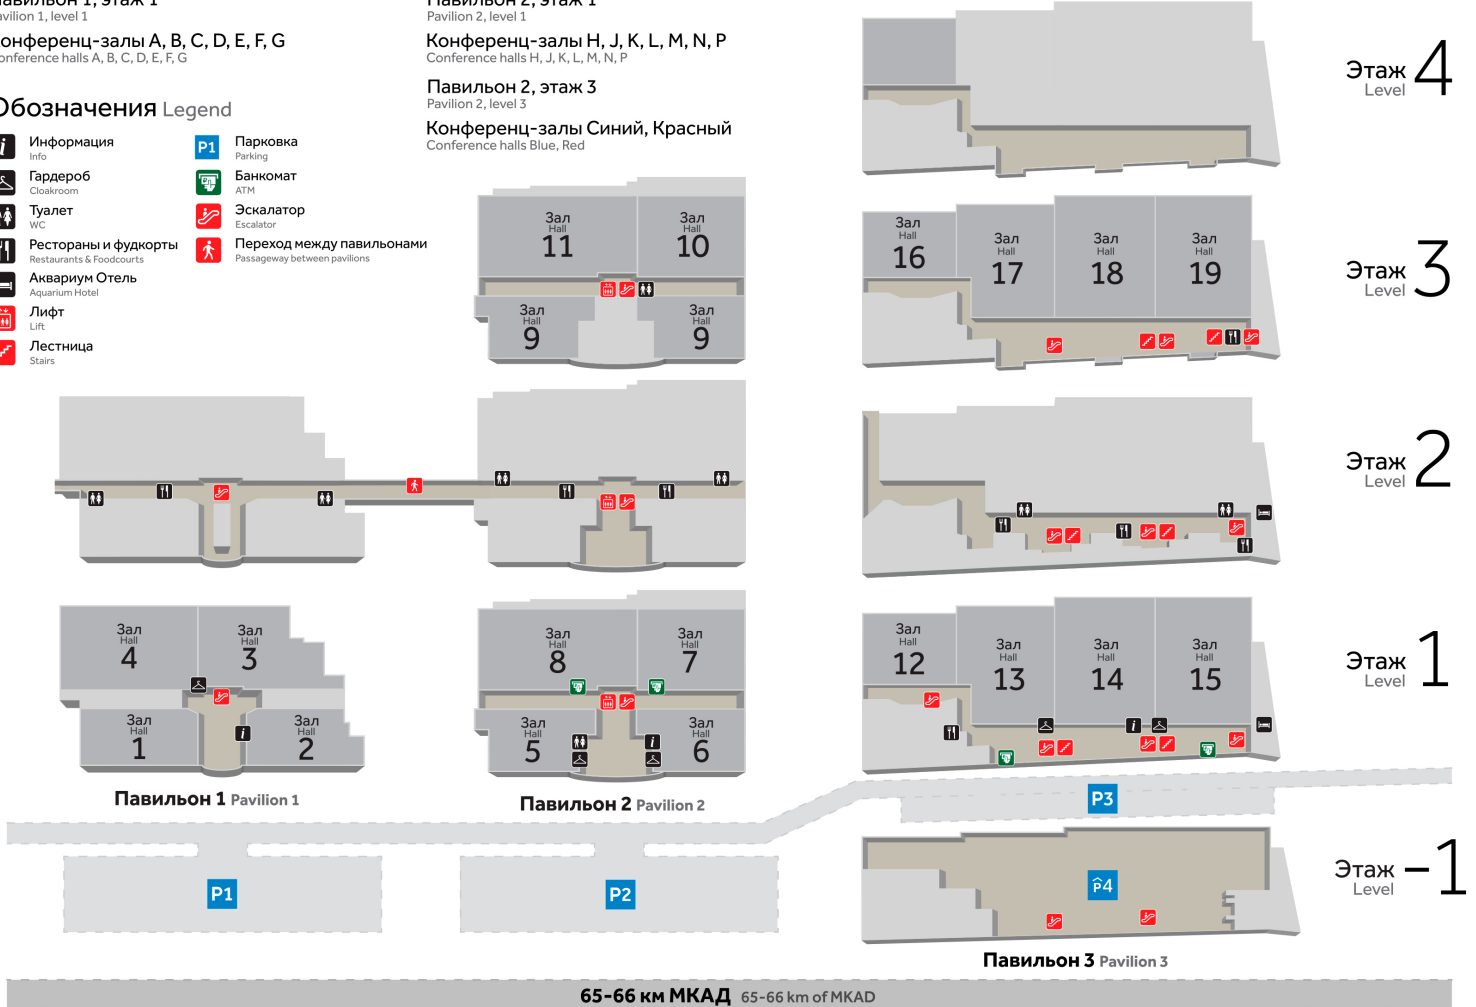 Павильон 1, этаж 1
Pavilion 1, level 1
Конференц-залы A, B, C, D, E, F, G
Conference halls A, B, C, D, E, F, G
Павильон 2, этаж 1
Pavilion 2, level 1
Конференц-залы H, J, K, L, M, N, P
Conference halls H, J, K, L, M, N, P
Павильон 2, этаж 3
Pavilion 2, level 3
Конференц-залы Синий, Красный
Conference halls Blue, Red
Обозначения Legend
i Информация
Info
Гардероб
Cloakroom
Туалет
WC
Рестораны и фудкорты
Restaurants & Foodcourts
Аквариум Отель
Aquarium Hotel
Лифт
Lift
Лестница
Stairs
P1 Парковка
Parking
Банкомат
ATM
Эскалатор
Escalator
Переход между павильонами
Passageway between pavilions
Этаж 4
Level
Зал
Hall
11
Зал
Hall
10
Зал
Hall
9
Зал
Hall
9
Зал
Hall
16
Зал
Hall
17
Зал
Hall
18
Зал
Hall
19
Этаж 3
Level
Этаж 2
Level
Зал
Hall
4
Зал
Hall
3
Зал
Hall
1
Зал
Hall
2
i
Зал
Hall
8
Зал
Hall
7
Зал
Hall
5
Зал
Hall
6
i
Зал
Hall
12
Зал
Hall
13
Зал
Hall
14
Зал
Hall
15
i
Этаж 1
Level
Павильон 1 Pavilion 1
Павильон 2 Pavilion 2
P3
P1
P2
P4
Этаж −1
Level
Павильон 3 Pavilion 3
65-66 км МКАД 65-66 km of MKAD